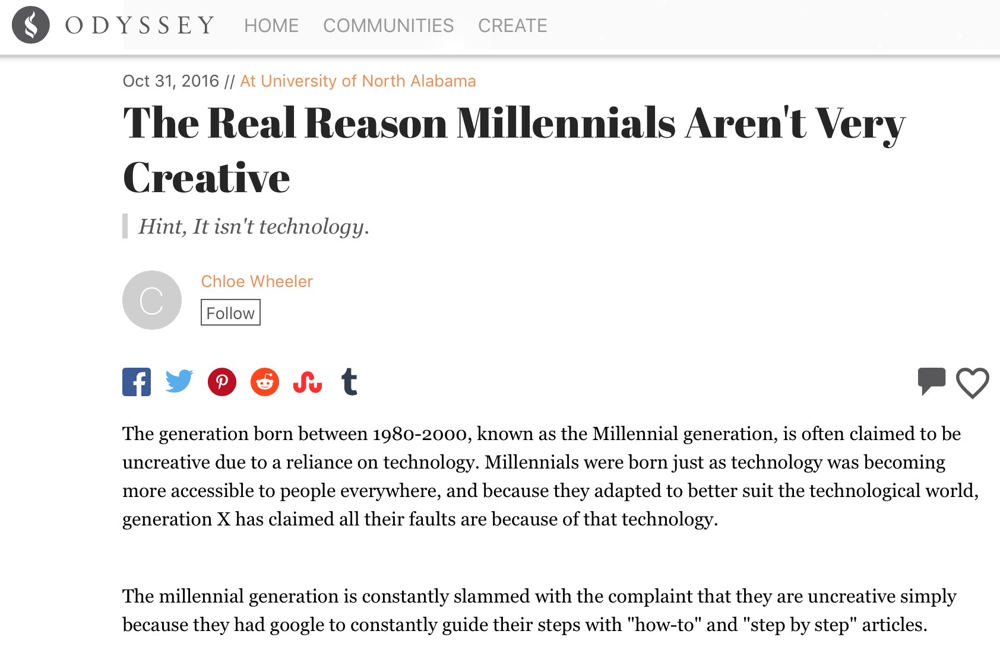 ODYSSEY HOME COMMUNITIES CREATE
Oct 31, 2016 // At University of North Alabama
The Real Reason Millennials Aren't Very
Creative
Hint, It isn't technology.
C
Chloe Wheeler
Follow
The generation born between 1980-2000, known as the Millennial generation, is often claimed to be
uncreative due to a reliance on technology. Millennials were born just as technology was becoming
more accessible to people everywhere, and because they adapted to better suit the technological world,
generation X has claimed all their faults are because of that technology.
The millennial generation is constantly slammed with the complaint that they are uncreative simply
because they had google to constantly guide their steps with "how-to" and "step by step" articles.